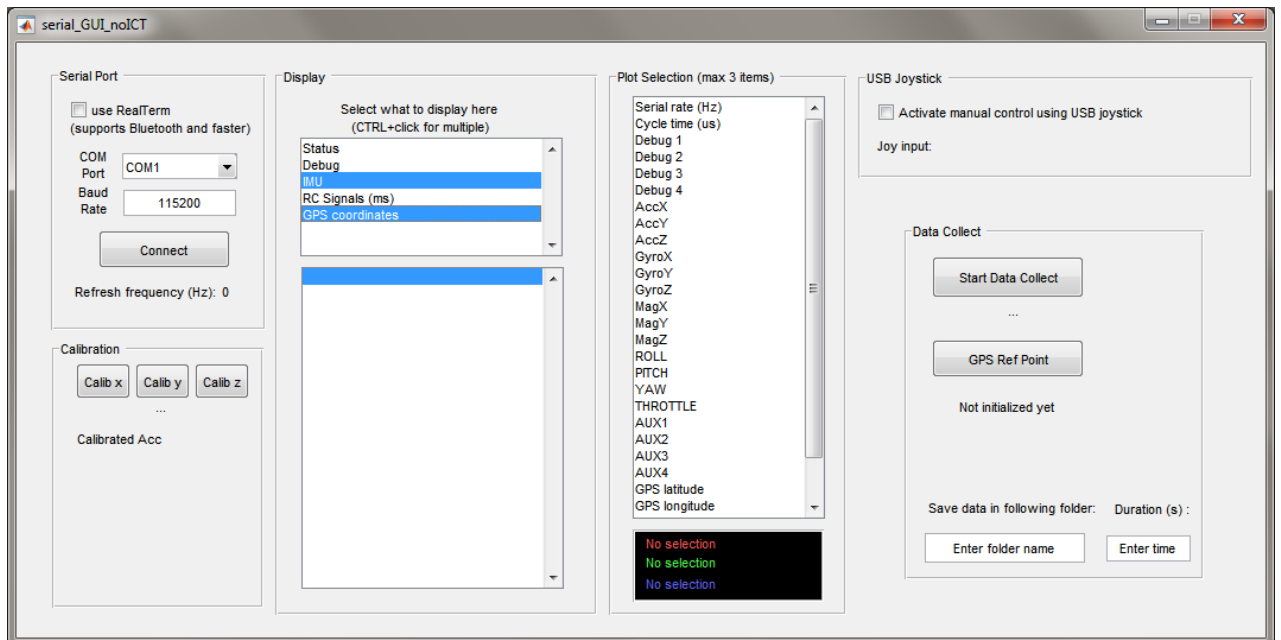 serial_GUI_noICT
Serial Port
use RealTerm
(supports Bluetooth and faster)
COM
Port
COM1
Baud
Rate
115200
Connect
Refresh frequency (Hz): 0
Calibration
Calib x
Calib y
Calib z
...
Calibrated Acc
Display
Select what to display here
(CTRL+click for multiple)
Status
Debug
IMU
RC Signals (ms)
GPS coordinates
Plot Selection (max 3 items)
Serial rate (Hz)
Cycle time (us)
Debug 1
Debug 2
Debug 3
Debug 4
AccX
AccY
AccZ
GyroX
GyroY
GyroZ
MagX
MagY
MagZ
ROLL
PITCH
YAW
THROTTLE
AUX1
AUX2
AUX3
AUX4
GPS latitude
GPS longitude
No selection
No selection
No selection
USB Joystick
Activate manual control using USB joystick
Joy input:
Data Collect
Start Data Collect
...
GPS Ref Point
Not initialized yet
Save data in following folder:
Duration (s) :
Enter folder name
Enter time